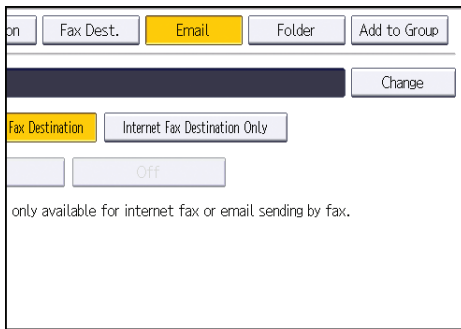 on Fax Dest. Email Folder Add to Group
Change
Fax Destination Internet Fax Destination Only
Off
only available for internet fax or email sending by fax.